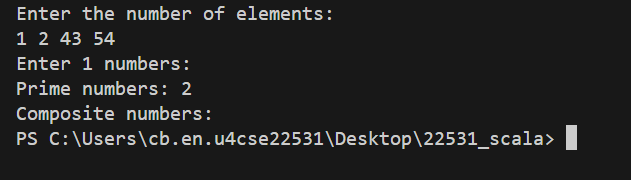 Enter the number of elements:
1 2 43 54
Enter 1 numbers:
Prime numbers: 2
Composite numbers:
PS C:\Users\cb.en.u4cse22531\Desktop\22531_scala>